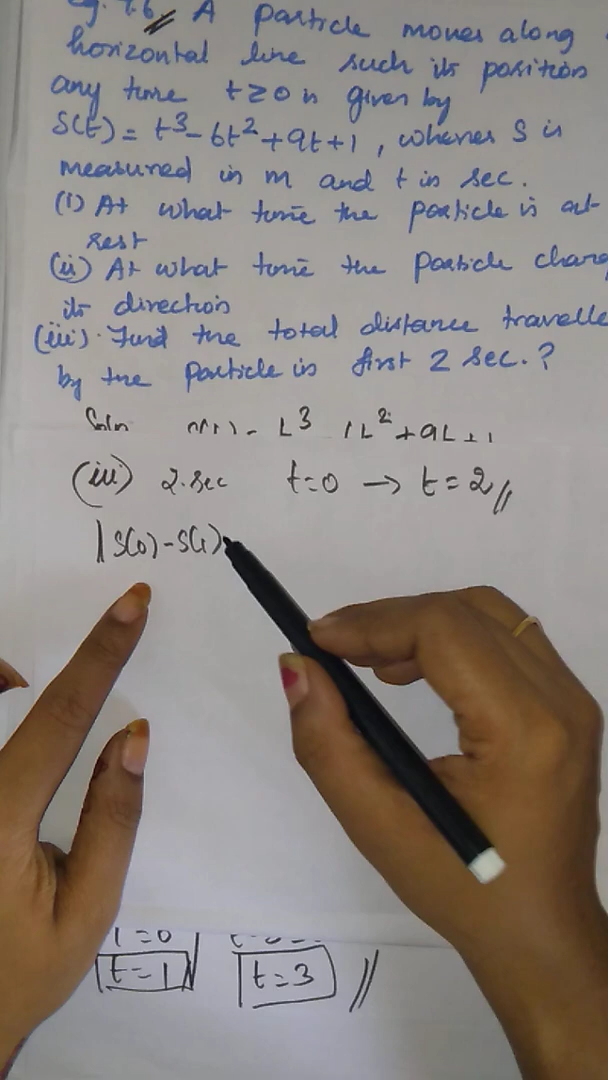 7.6 A particle moves along
horizontal line such its position
any time t≥0 is given by
S(t) = t³ - 6t² + 9t + 1, where S is
measured in m and t in sec.
(i) At what time the particle is at
rest
(ii) At what time the particle chang
its direction
(iii). Find the total distance travelle
by the particle in first 2 sec.?
Soln
(iii) 2.sec t=0 → t=2
|S(0)-S(1)
t=1 t=3